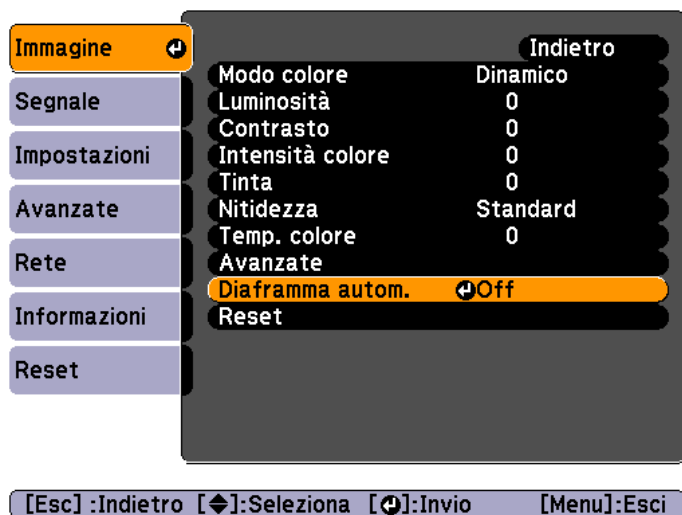 Immagine
Segnale
Impostazioni
Avanzate
Rete
Informazioni
Reset
Indietro
Modo colore Dinamico
Luminosità 0
Contrasto 0
Intensità colore 0
Tinta 0
Nitidezza Standard
Temp. colore 0
Avanzate
Diaframma autom. Off
Reset
[Esc] :Indietro [◆]:Seleziona [↵]:Invio [Menu]:Esci